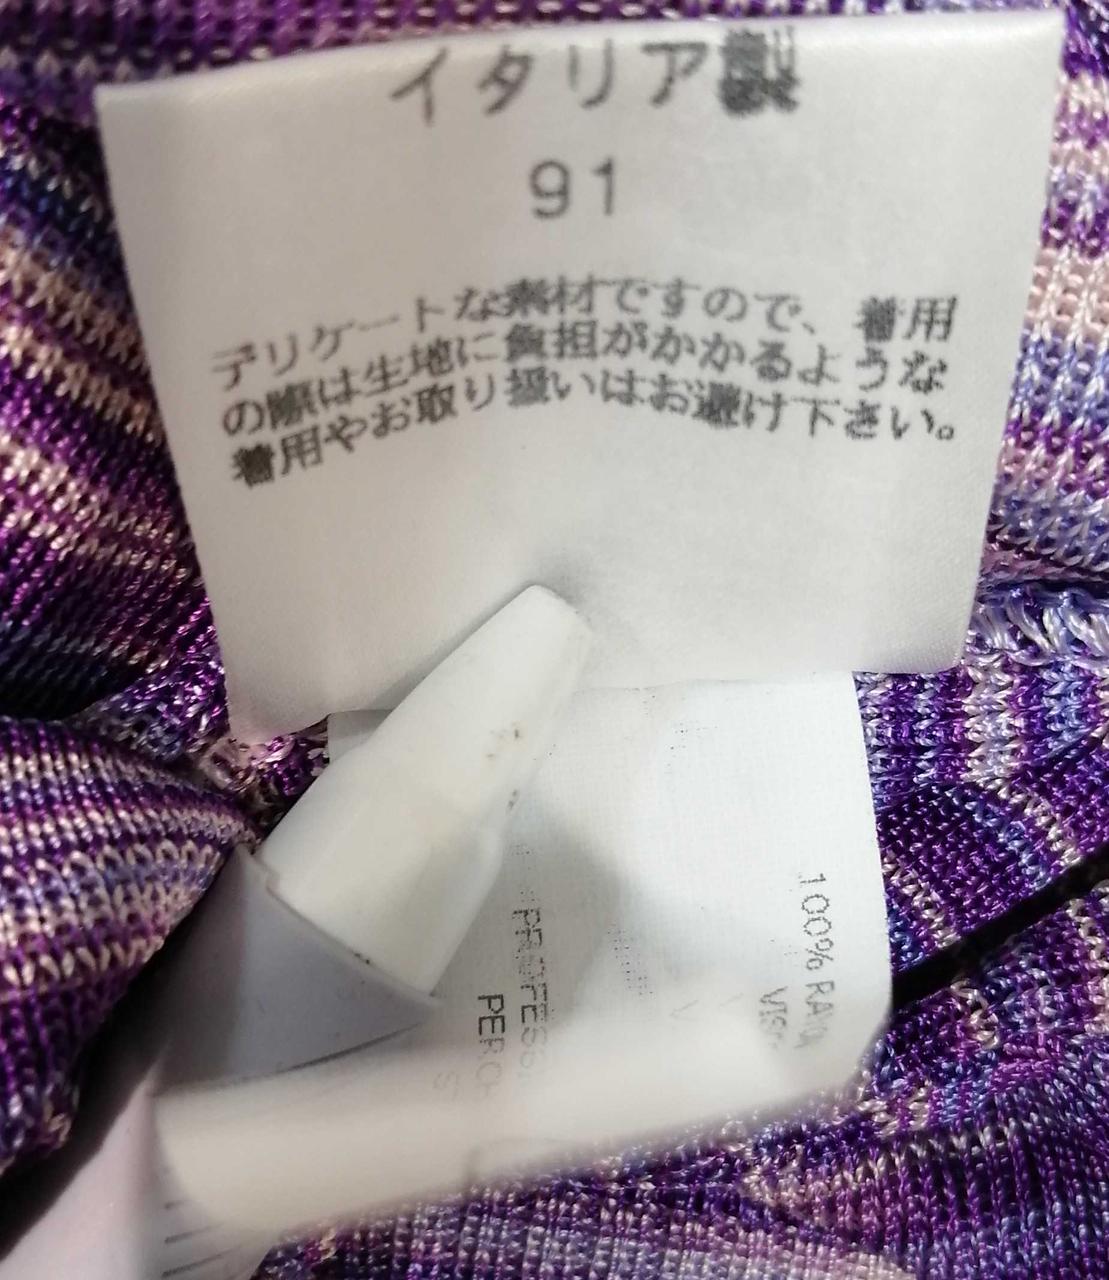 イタリア製
91
デリケートな素材ですので、着用
の際は生地に負担がかかるような
着用やお取り扱いはお避け下さい。
100%